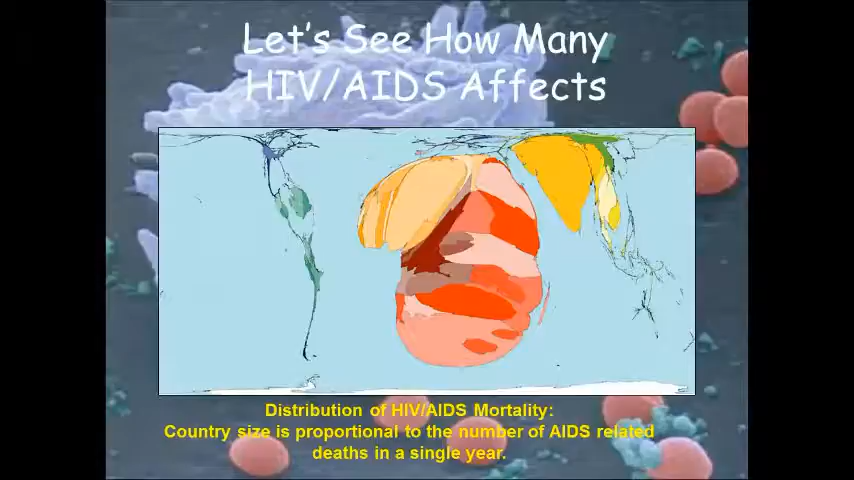 Let's See How Many
HIV/AIDS Affects
Distribution of HIV/AIDS Mortality:
Country size is proportional to the number of AIDS related
deaths in a single year.